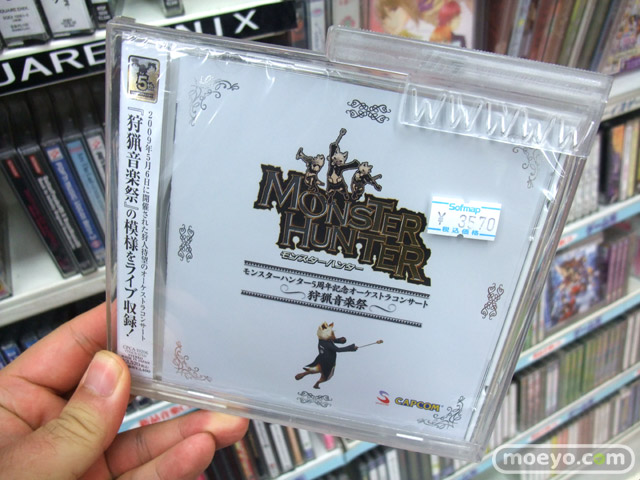 SQUARE ENIX
2009年5月6日に開催された狩人待望のオーケストラコンサート
『狩猟音楽祭』の模様をライブ収録!
MONSTER
HUNTER
モンスターハンター
モンスターハンター5周年記念オーケストラコンサート
～狩猟音楽祭～
Sofmap
¥ 3570
税込価格
CAPCOM
moeyo.com